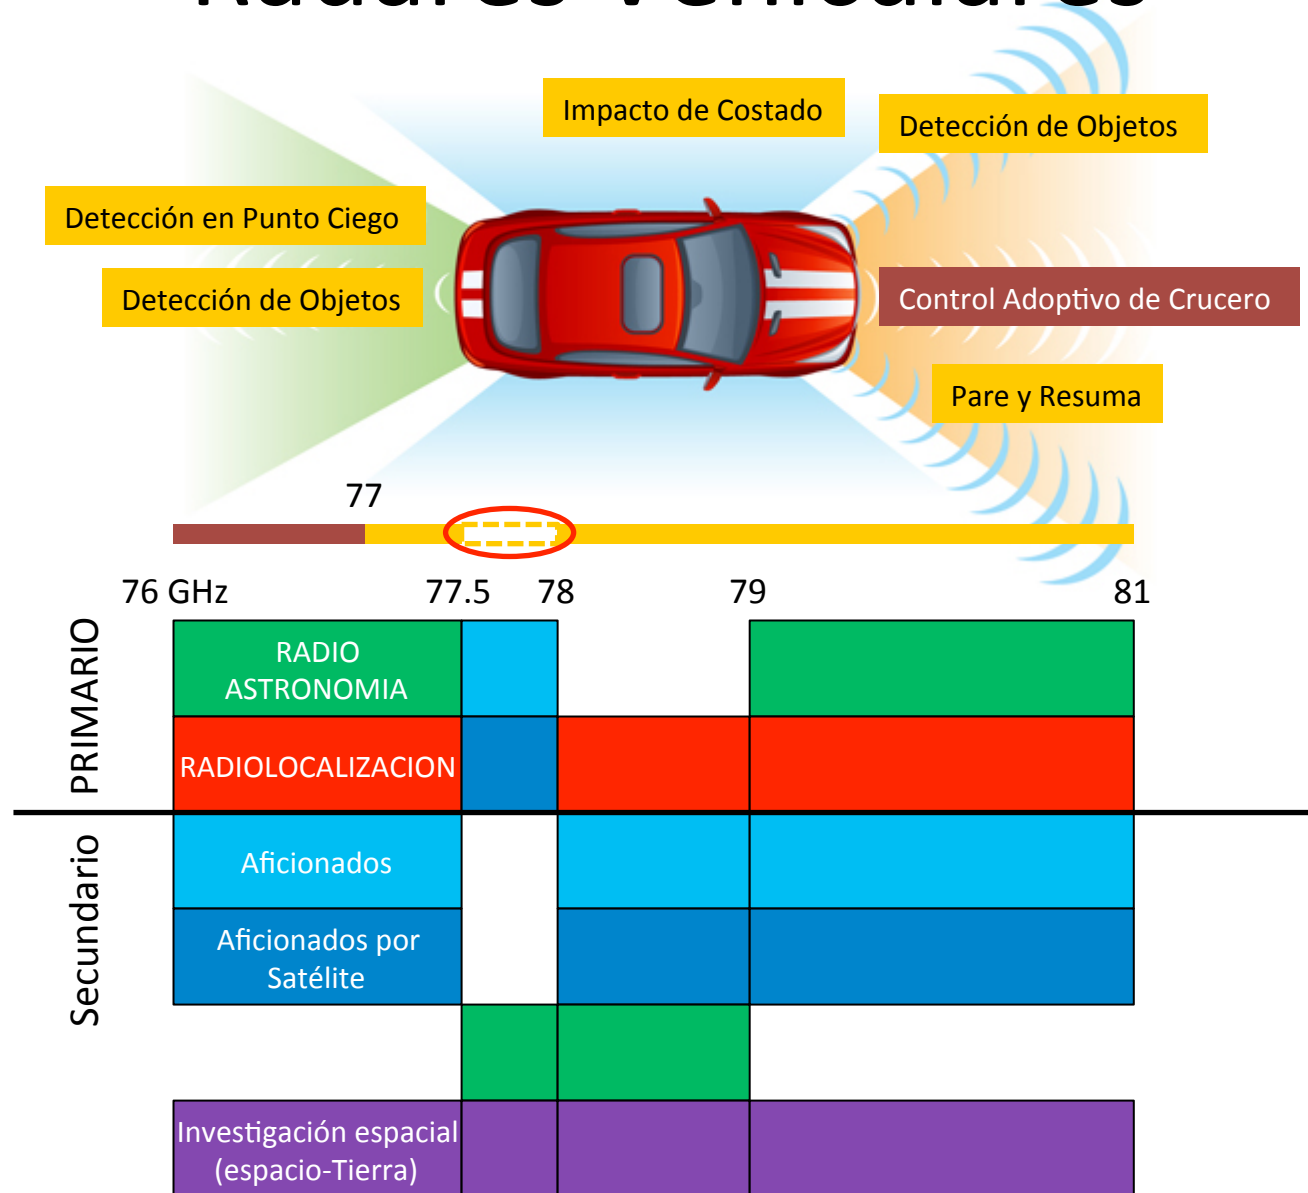 Radares Vehiculares
Impacto de Costado
Detección de Objetos
Detección en Punto Ciego
Detección de Objetos
Control Adoptivo de Crucero
Pare y Resuma
77
76 GHz
77.5
78
79
81
PRIMARIO
RADIO
ASTRONOMIA
RADIOLOCALIZACION
Secundario
Aficionados
Aficionados por
Satélite
Investigación espacial
(espacio-Tierra)